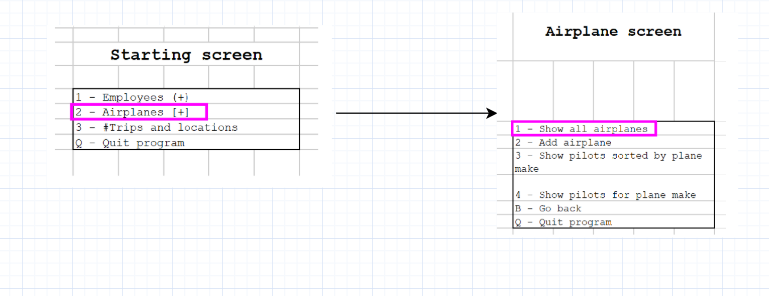 Starting screen
1 - Employees (+)
2 - Airplanes [+]
3 - #Trips and locations
Q - Quit program
Airplane screen
1 - Show all airplanes
2 - Add airplane
3 - Show pilots sorted by plane
make
4 - Show pilots for plane make
B - Go back
Q - Quit program